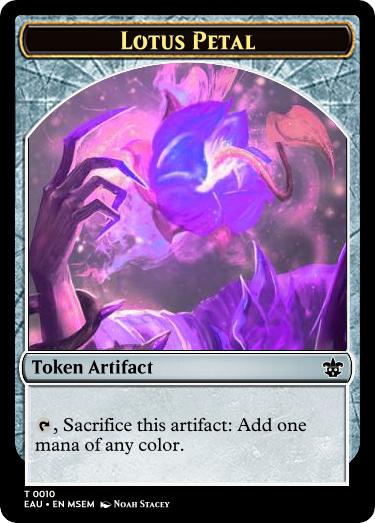 LOTUS PETAL
Token Artifact
, Sacrifice this artifact: Add one
mana of any color.
T 0010
EAU • EN MSEM NOAH STACEY